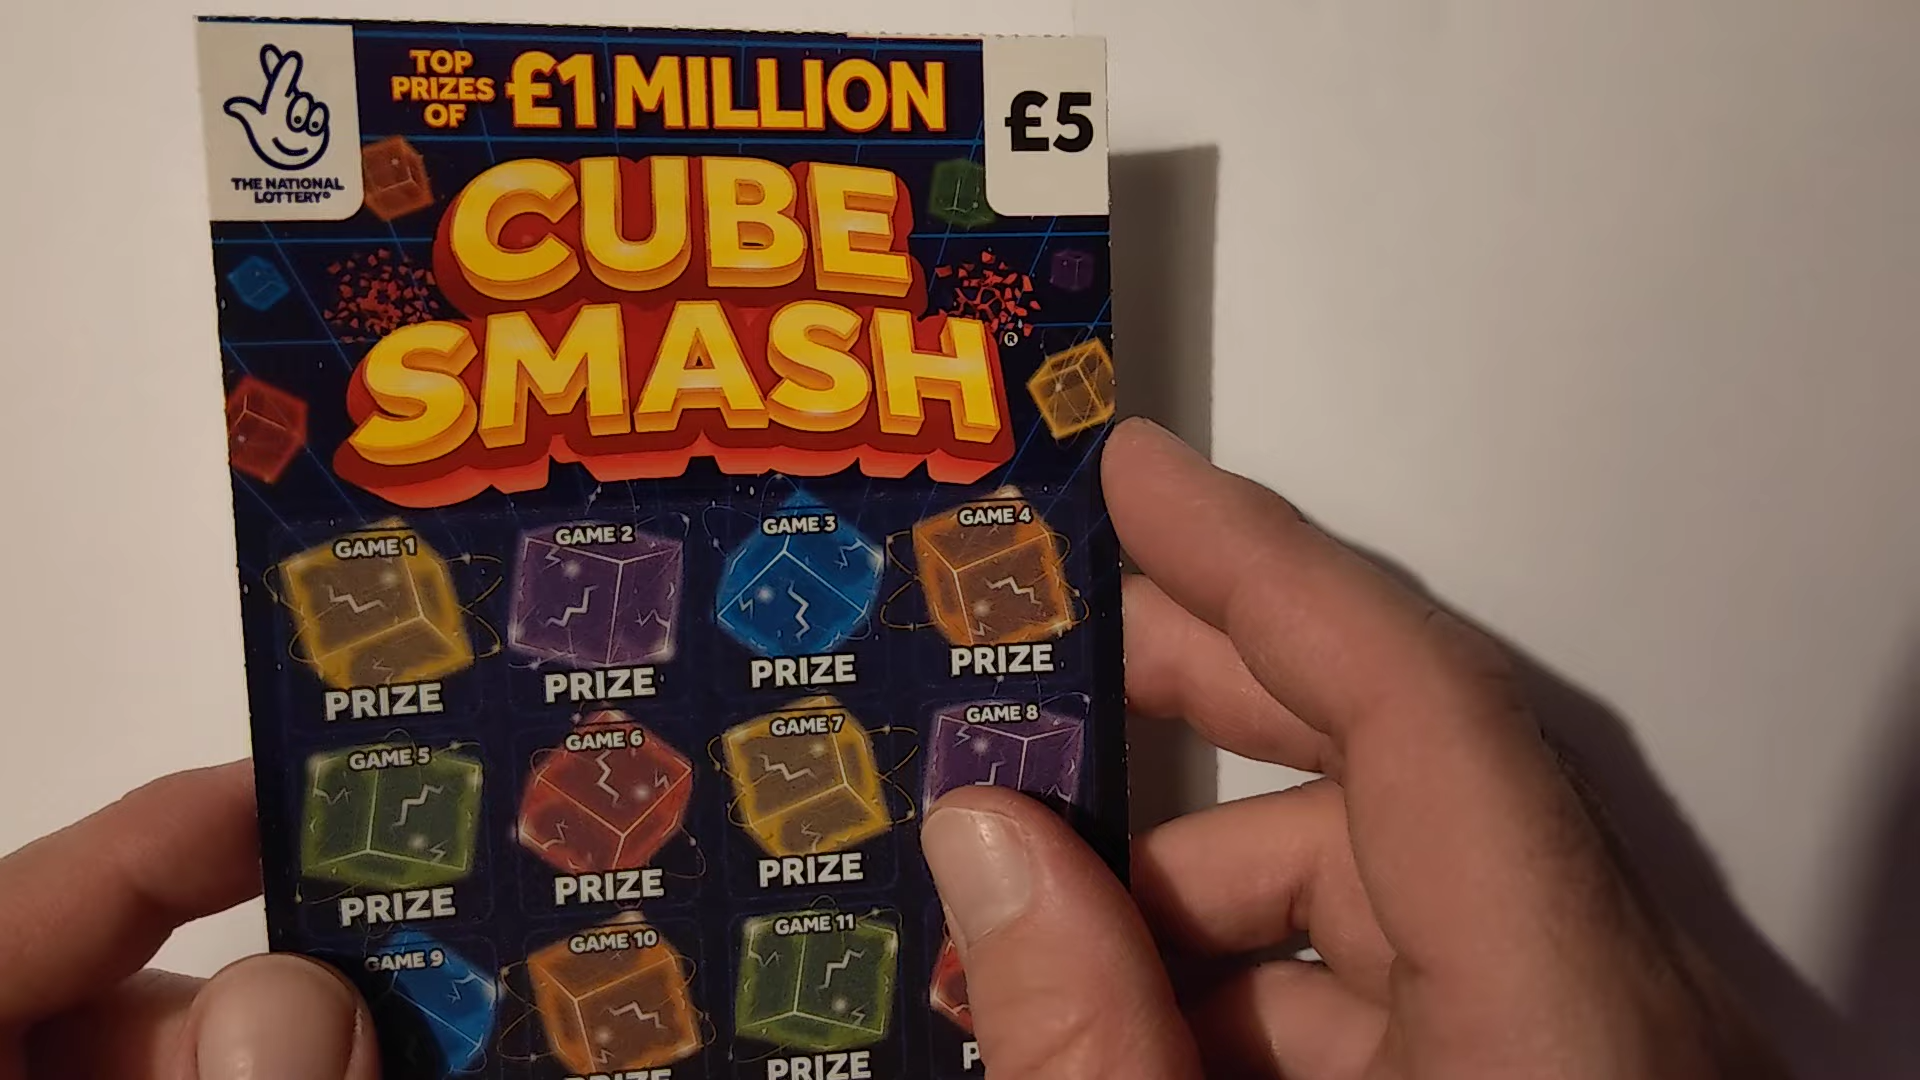 THE NATIONAL
LOTTERY®
TOP
PRIZES
OF
£1 MILLION
£5
CUBE
SMASH®
GAME 1
GAME 2
GAME 3
GAME 4
PRIZE
PRIZE
PRIZE
PRIZE
GAME 5
GAME 6
GAME 7
GAME 8
PRIZE
PRIZE
PRIZE
GAME 9
GAME 10
GAME 11
PRIZE
PRIZE
P